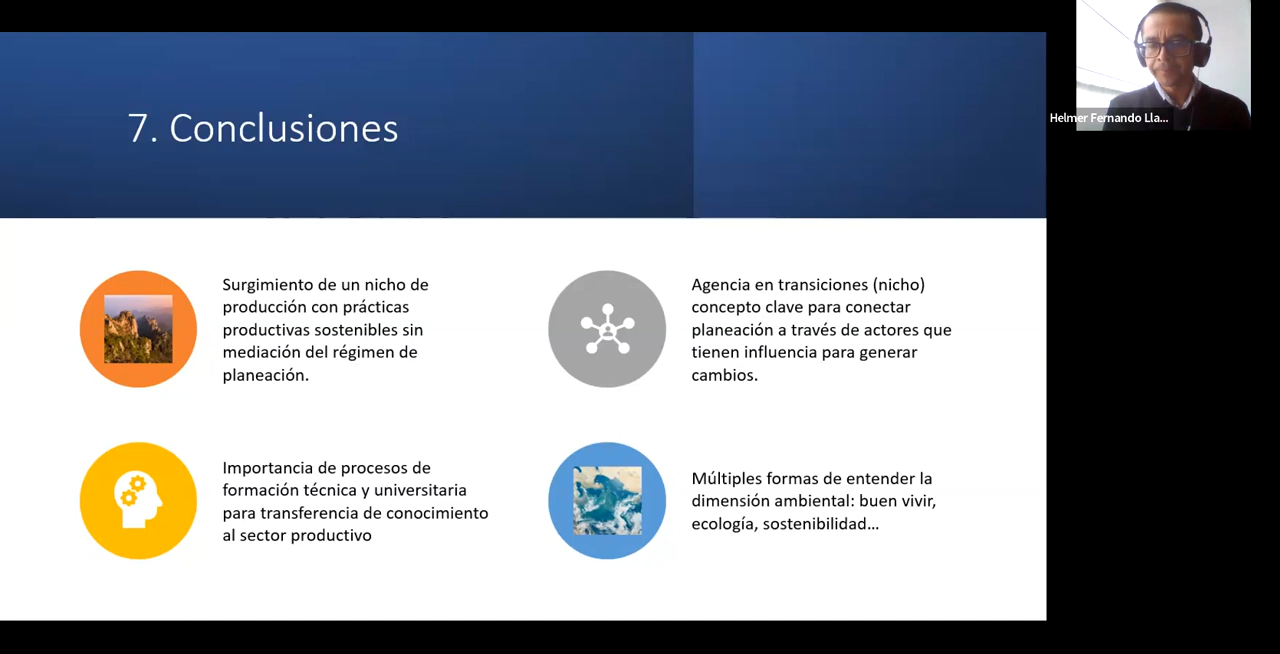 7. Conclusiones
Surgimiento de un nicho de
producción con prácticas
productivas sostenibles sin
mediación del régimen de
planeación.
Agencia en transiciones (nicho)
concepto clave para conectar
planeación a través de actores que
tienen influencia para generar
cambios.
Importancia de procesos de
formación técnica y universitaria
para transferencia de conocimiento
al sector productivo
Múltiples formas de entender la
dimensión ambiental: buen vivir,
ecología, sostenibilidad...
Helmer Fernando Lla...